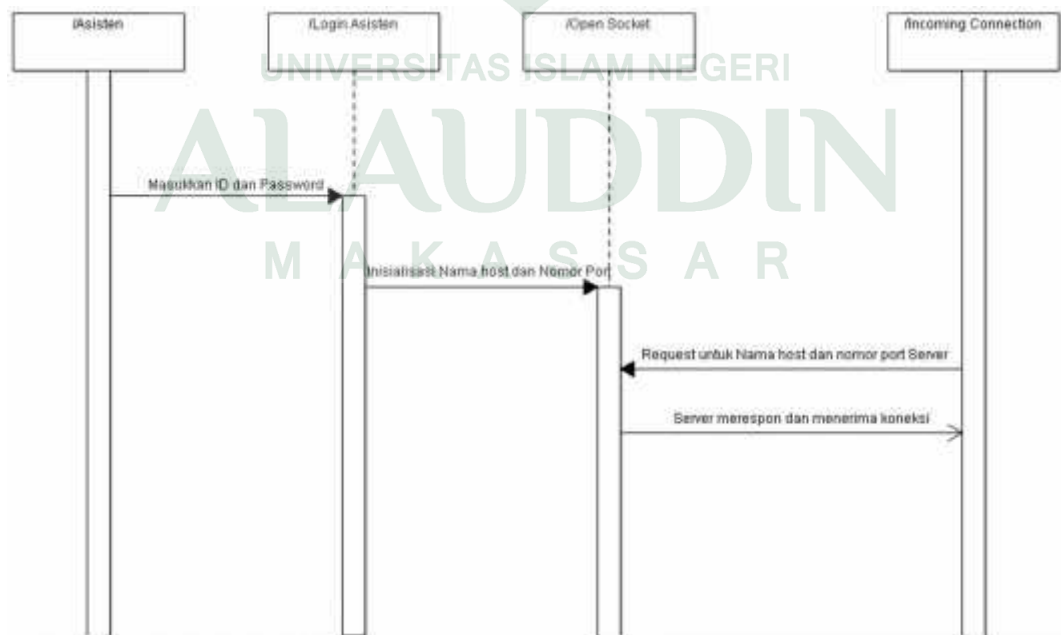 /Asisten
/Login Asisten
/Open Socket
/Incoming Connection
UNIVERSITAS ISLAM NEGERI
ALAUDDIN
Masukkan ID dan Password
MAKASSAR
Inisialisasi Nama host dan Nomor Port
Request untuk Nama host dan nomor port Server
Server merespon dan menerima koneksi